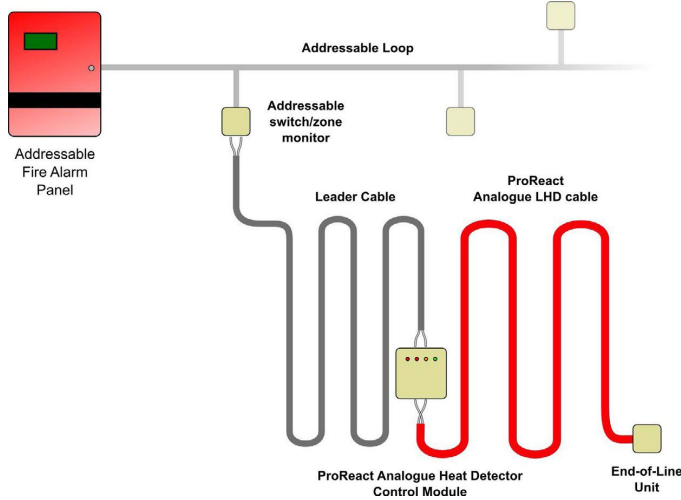 Addressable Loop
Addressable
switch/zone
monitor
Addressable
Fire Alarm
Panel
Leader Cable
ProReact
Analogue LHD cable
ProReact Analogue Heat Detector
Control Module
End-of-Line
Unit